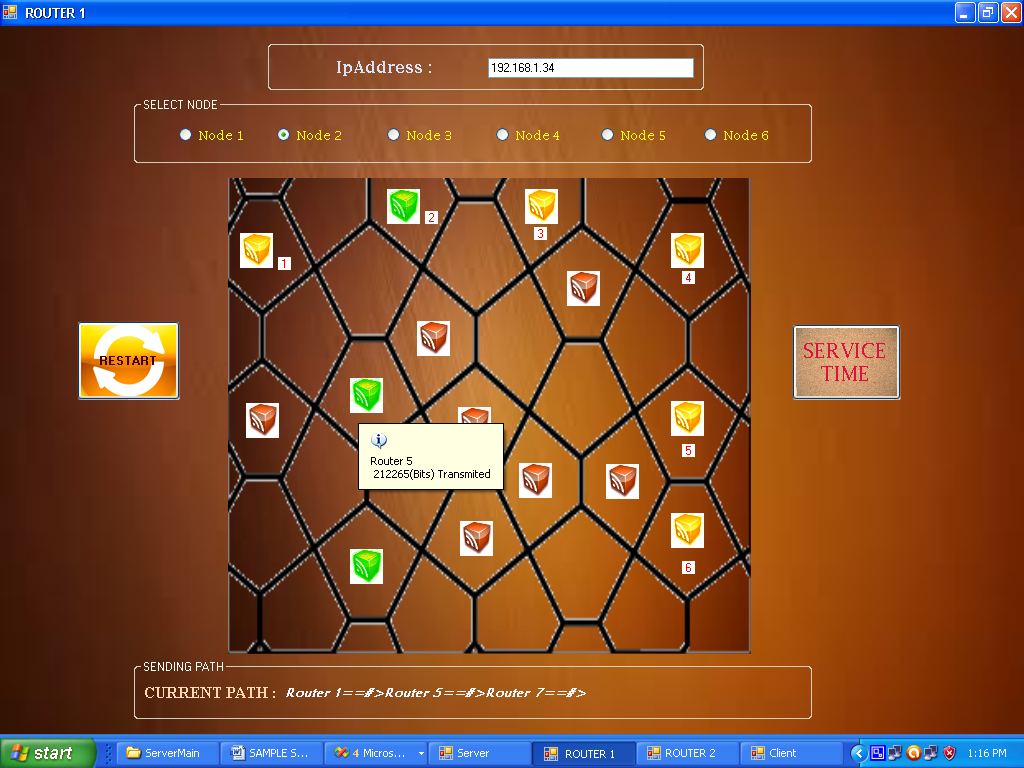 ROUTER 1
IpAddress :
192.168.1.34
SELECT NODE
Node 1
Node 2
Node 3
Node 4
Node 5
Node 6
2
3
1
4
RESTART
SERVICE
TIME
5
Router 5
212265(Bits) Transmited
6
SENDING PATH
CURRENT PATH : Router 1==#>Router 5==#>Router 7==#>
start
ServerMain
SAMPLE S...
4 Micros...
Server
ROUTER 1
ROUTER 2
Client
1:16 PM